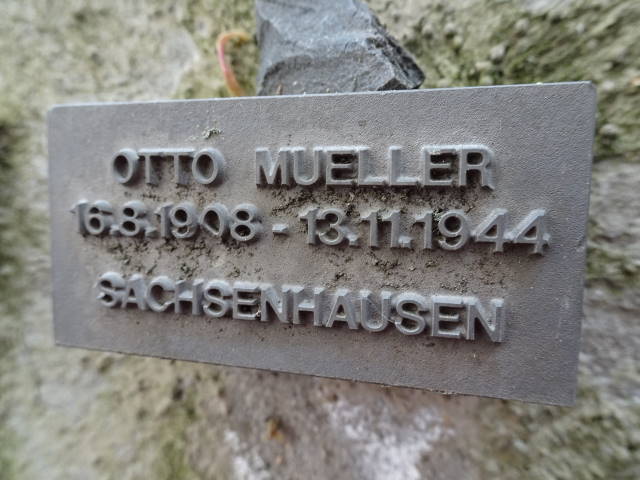 OTTO MUELLER
16.8.1908 - 13.11.1944
SACHSENHAUSEN